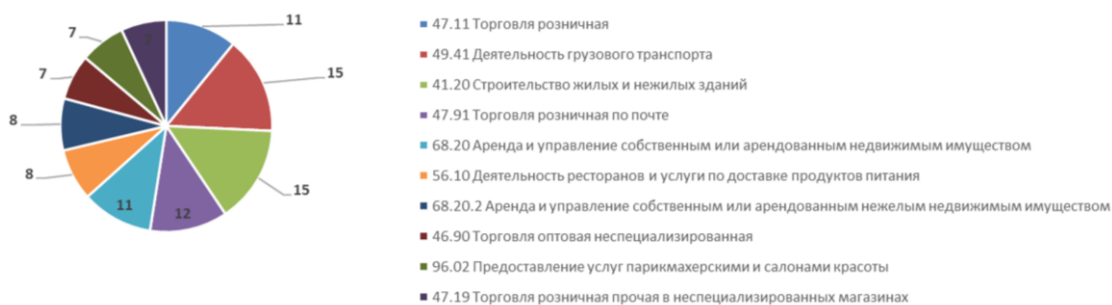 11
15
15
12
11
8
8
7
7
7
47.11 Торговля розничная
49.41 Деятельность грузового транспорта
41.20 Строительство жилых и нежилых зданий
47.91 Торговля розничная по почте
68.20 Аренда и управление собственным или арендованным недвижимым имуществом
56.10 Деятельность ресторанов и услуги по доставке продуктов питания
68.20.2 Аренда и управление собственным или арендованным нежелым недвижимым имуществом
46.90 Торговля оптовая неспециализированная
96.02 Предоставление услуг парикмахерскими и салонами красоты
47.19 Торговля розничная прочая в неспециализированных магазинах